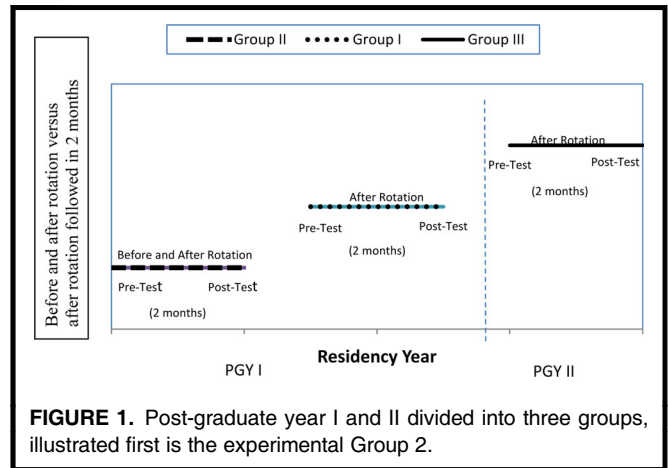 Group II Group I Group III
Before and after rotation versus
after rotation followed in 2 months
After Rotation
Pre-Test Post-Test
(2 months)
After Rotation
Pre-Test Post-Test
(2 months)
Before and After Rotation
Pre-Test Post-Test
(2 months)
Residency Year
PGY I PGY II
FIGURE 1. Post-graduate year I and II divided into three groups,
illustrated first is the experimental Group 2.